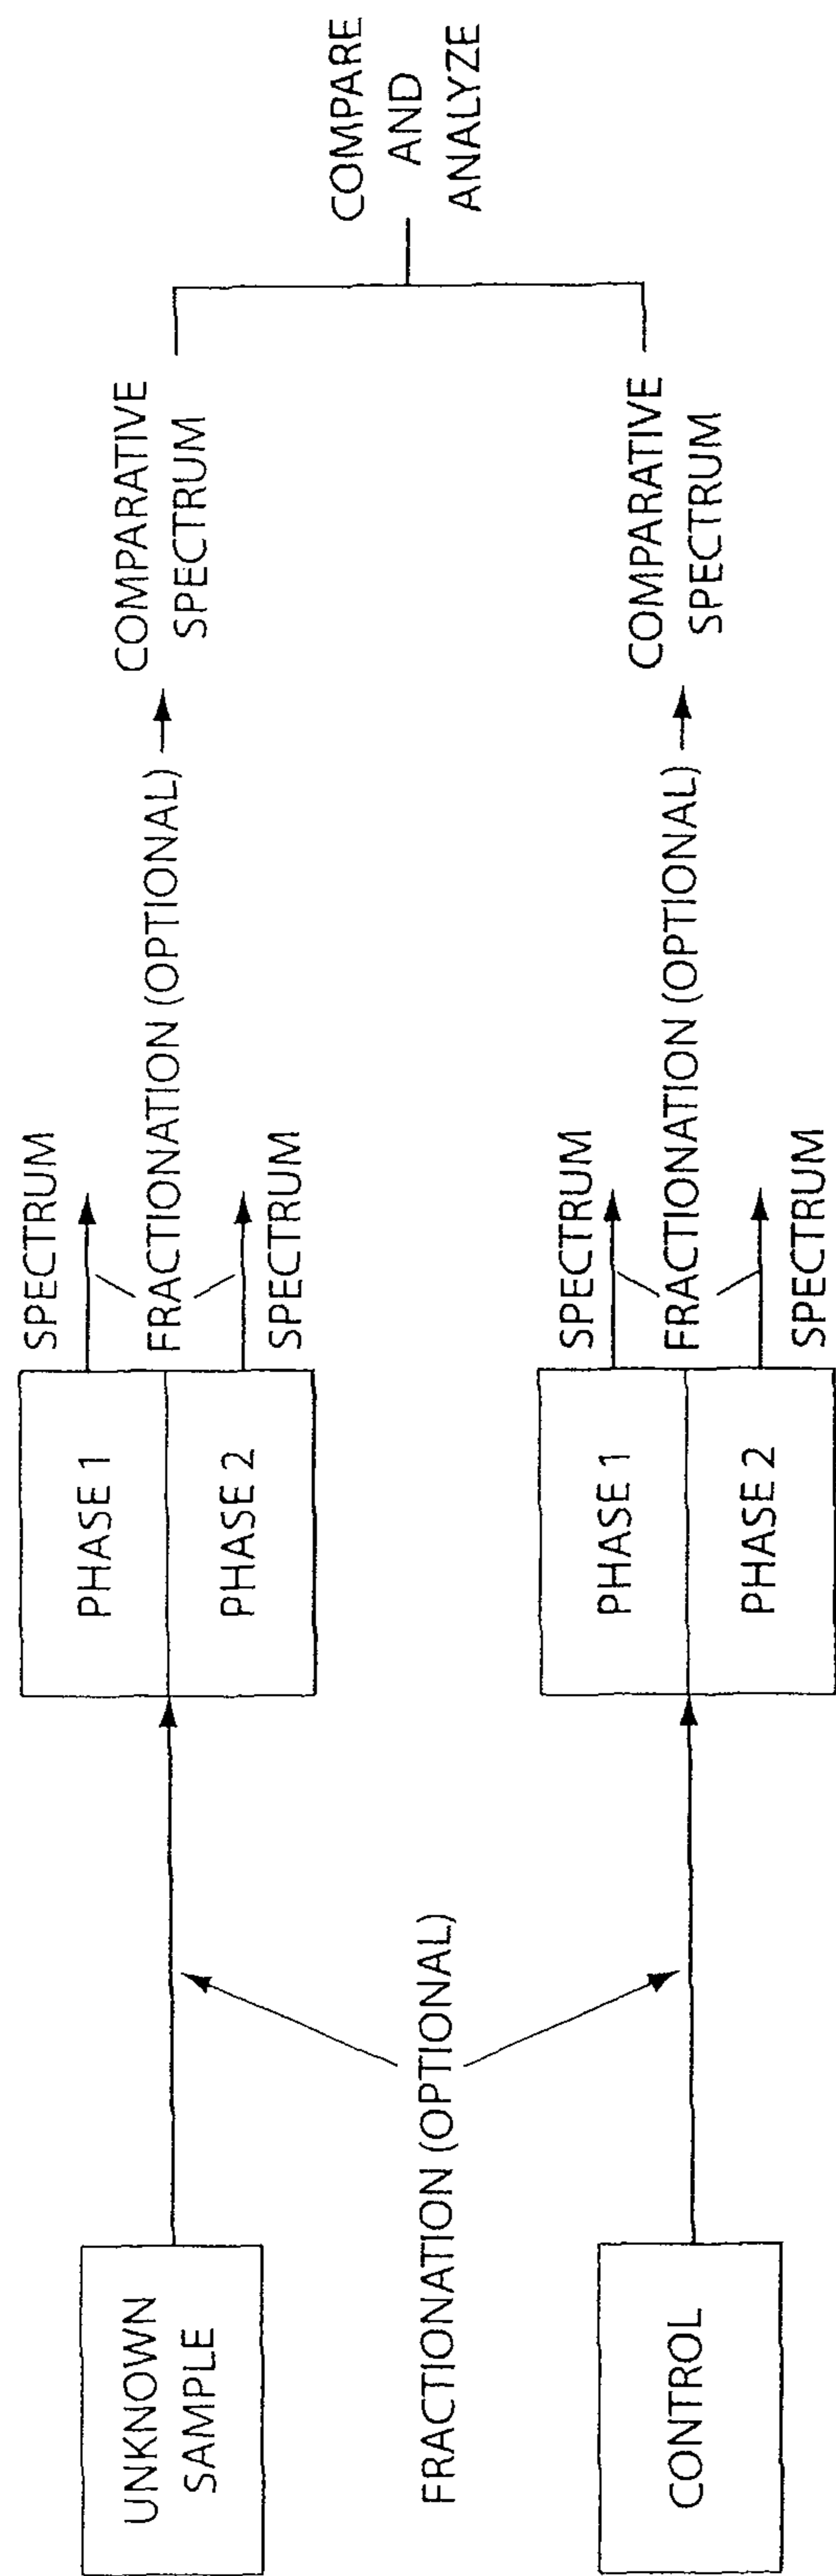 UNKNOWN
SAMPLE
FRACTIONATION (OPTIONAL)
CONTROL
PHASE 1
PHASE 2
PHASE 1
PHASE 2
SPECTRUM
FRACTIONATION (OPTIONAL)
SPECTRUM
SPECTRUM
FRACTIONATION (OPTIONAL)
SPECTRUM
COMPARATIVE
SPECTRUM
COMPARATIVE
SPECTRUM
COMPARE
AND
ANALYZE